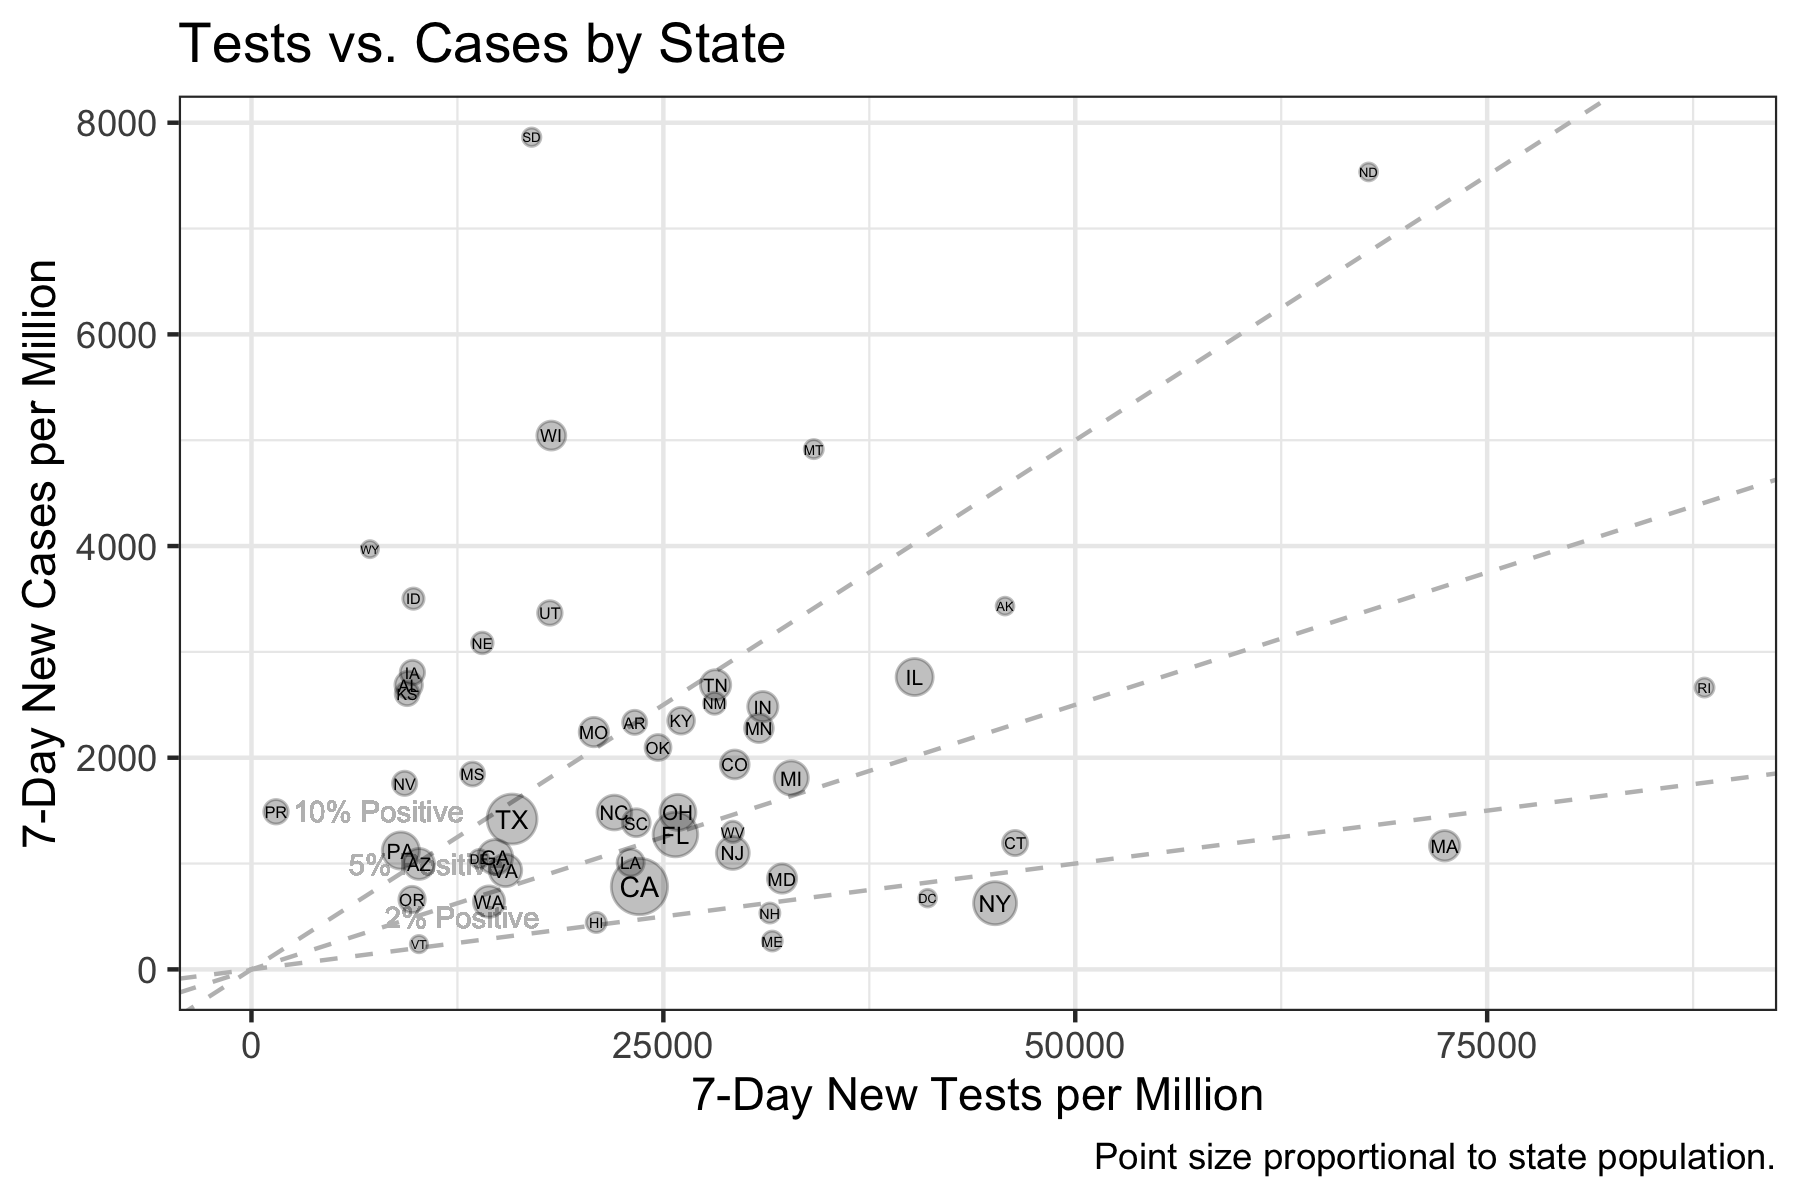 Tests vs. Cases by State
8000
6000
4000
2000
0
7-Day New Cases per Million
SD
ND
WI
MT
WY
ID
UT
AK
NE
IA
AL
KS
TN
NM
IL
RI
IN
MN
MO
AR
KY
OK
CO
MI
NV
MS
PR
10% Positive
TX
NC
SC
OH
FL
WV
NJ
CT
MA
PA
AZ
5% Positive
DE
GA
VA
LA
CA
MD
OR
WA
2% Positive
HI
NH
DC
NY
VT
ME
0
25000
50000
75000
7-Day New Tests per Million
Point size proportional to state population.